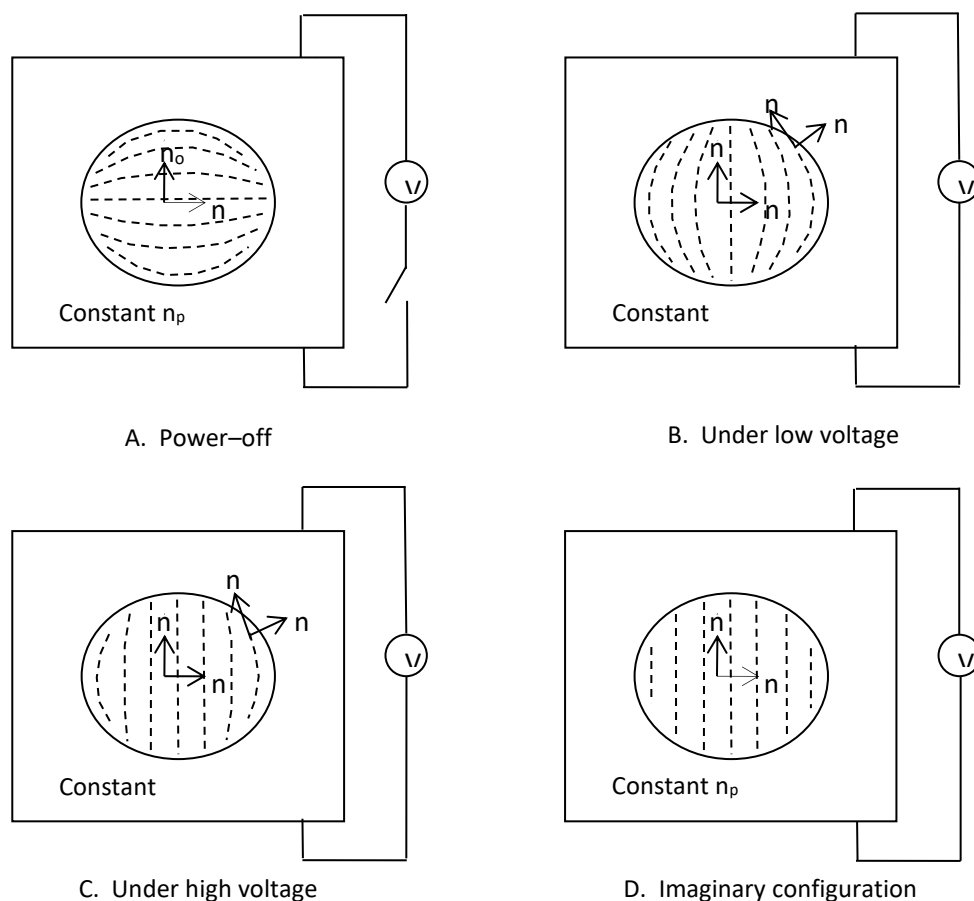 nₒ
n
V
Constant nₚ
A. Power–off
n
n
n
n
V
Constant
B. Under low voltage
n
n
n
n
V
Constant
C. Under high voltage
n
n
V
Constant nₚ
D. Imaginary configuration